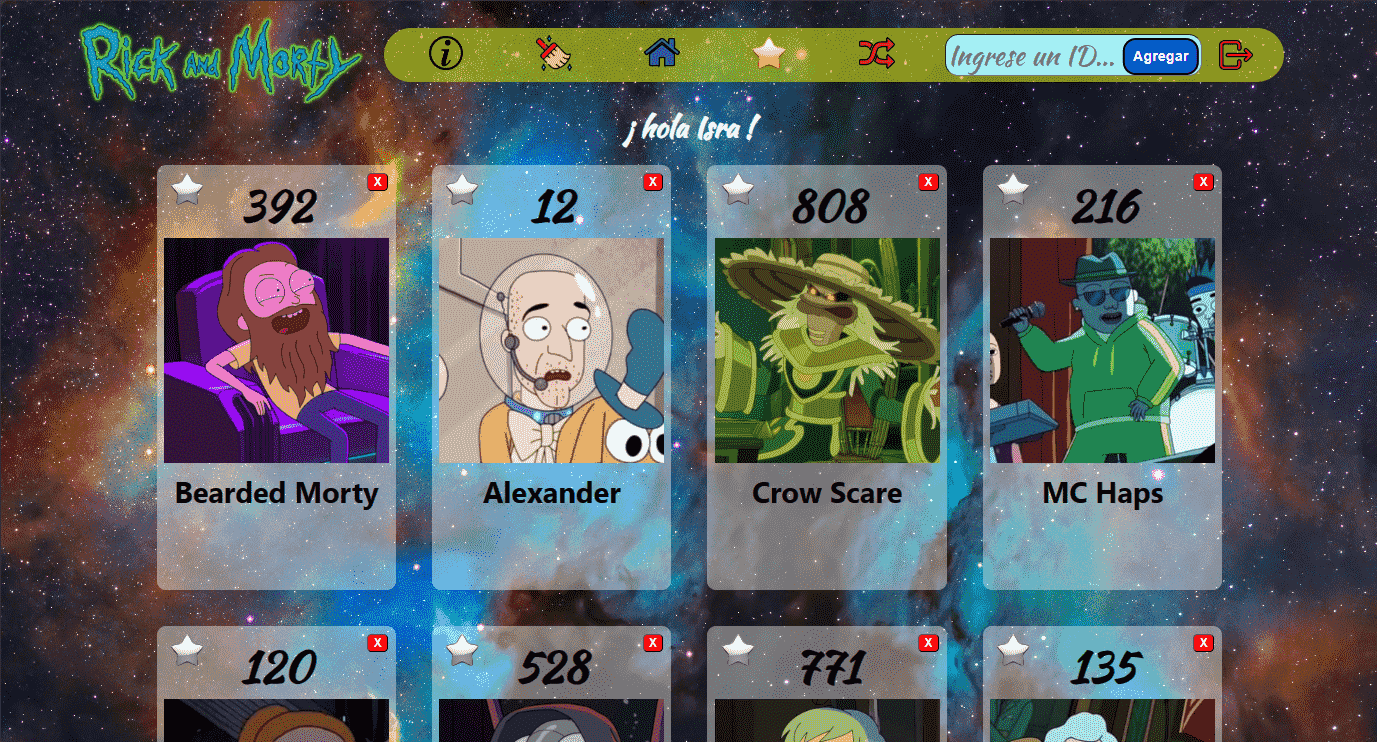 Rick and Morty
Ingrese un ID... Agregar
¡ hola Isra !
X X X X
392 12 808 216
Bearded Morty Alexander Crow Scare MC Haps
X X X X
120 528 771 135